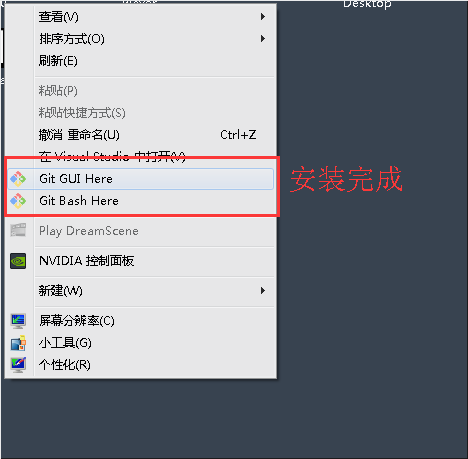 Desktop
查看(V)
排序方式(O)
刷新(E)
粘贴(P)
粘贴快捷方式(S)
撤消 重命名(U) Ctrl+Z
在 Visual Studio 中打开(V)
Git GUI Here
安装完成
Git Bash Here
Play DreamScene
NVIDIA 控制面板
新建(W)
屏幕分辨率(C)
小工具(G)
个性化(R)